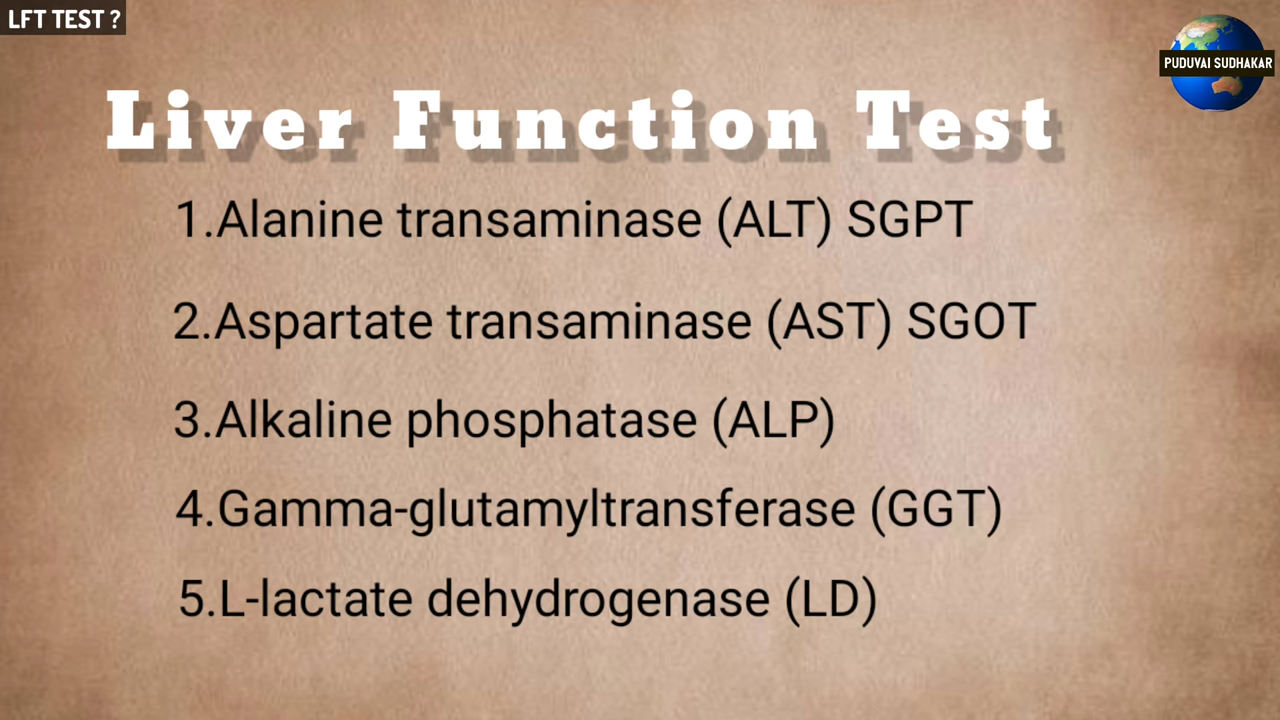 LFT TEST ?
PUDUVAI SUDHAKAR
Liver Function Test
1.Alanine transaminase (ALT) SGPT
2.Aspartate transaminase (AST) SGOT
3.Alkaline phosphatase (ALP)
4.Gamma-glutamyltransferase (GGT)
5.L-lactate dehydrogenase (LD)